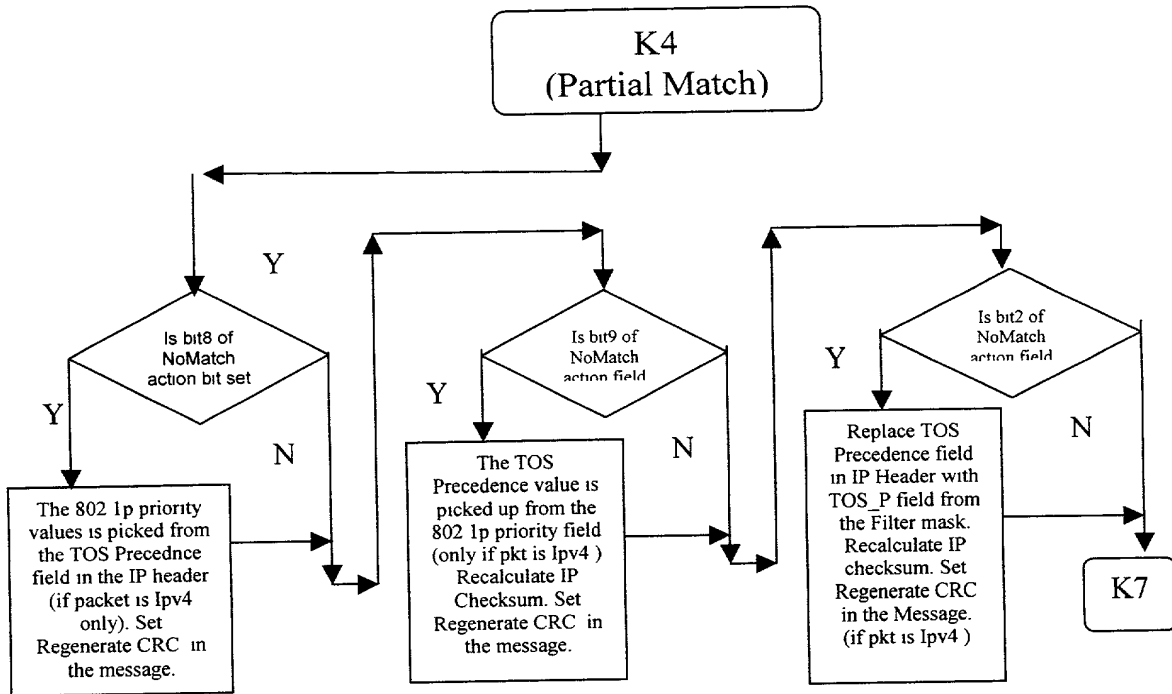 K4
(Partial Match)
Y
Is bit8 of
NoMatch
action bit set
Y
N
The 802 1p priority
values is picked from
the TOS Precednce
field in the IP header
(if packet is Ipv4
only). Set
Regenerate CRC in
the message.
Is bit9 of
NoMatch
action field
Y
N
The TOS
Precedence value is
picked up from the
802 1p priority field
(only if pkt is Ipv4 )
Recalculate IP
Checksum. Set
Regenerate CRC in
the message.
Is bit2 of
NoMatch
action field
Y
N
Replace TOS
Precedence field
in IP Header with
TOS_P field from
the Filter mask.
Recalculate IP
checksum. Set
Regenerate CRC
in the Message.
(if pkt is Ipv4 )
K7